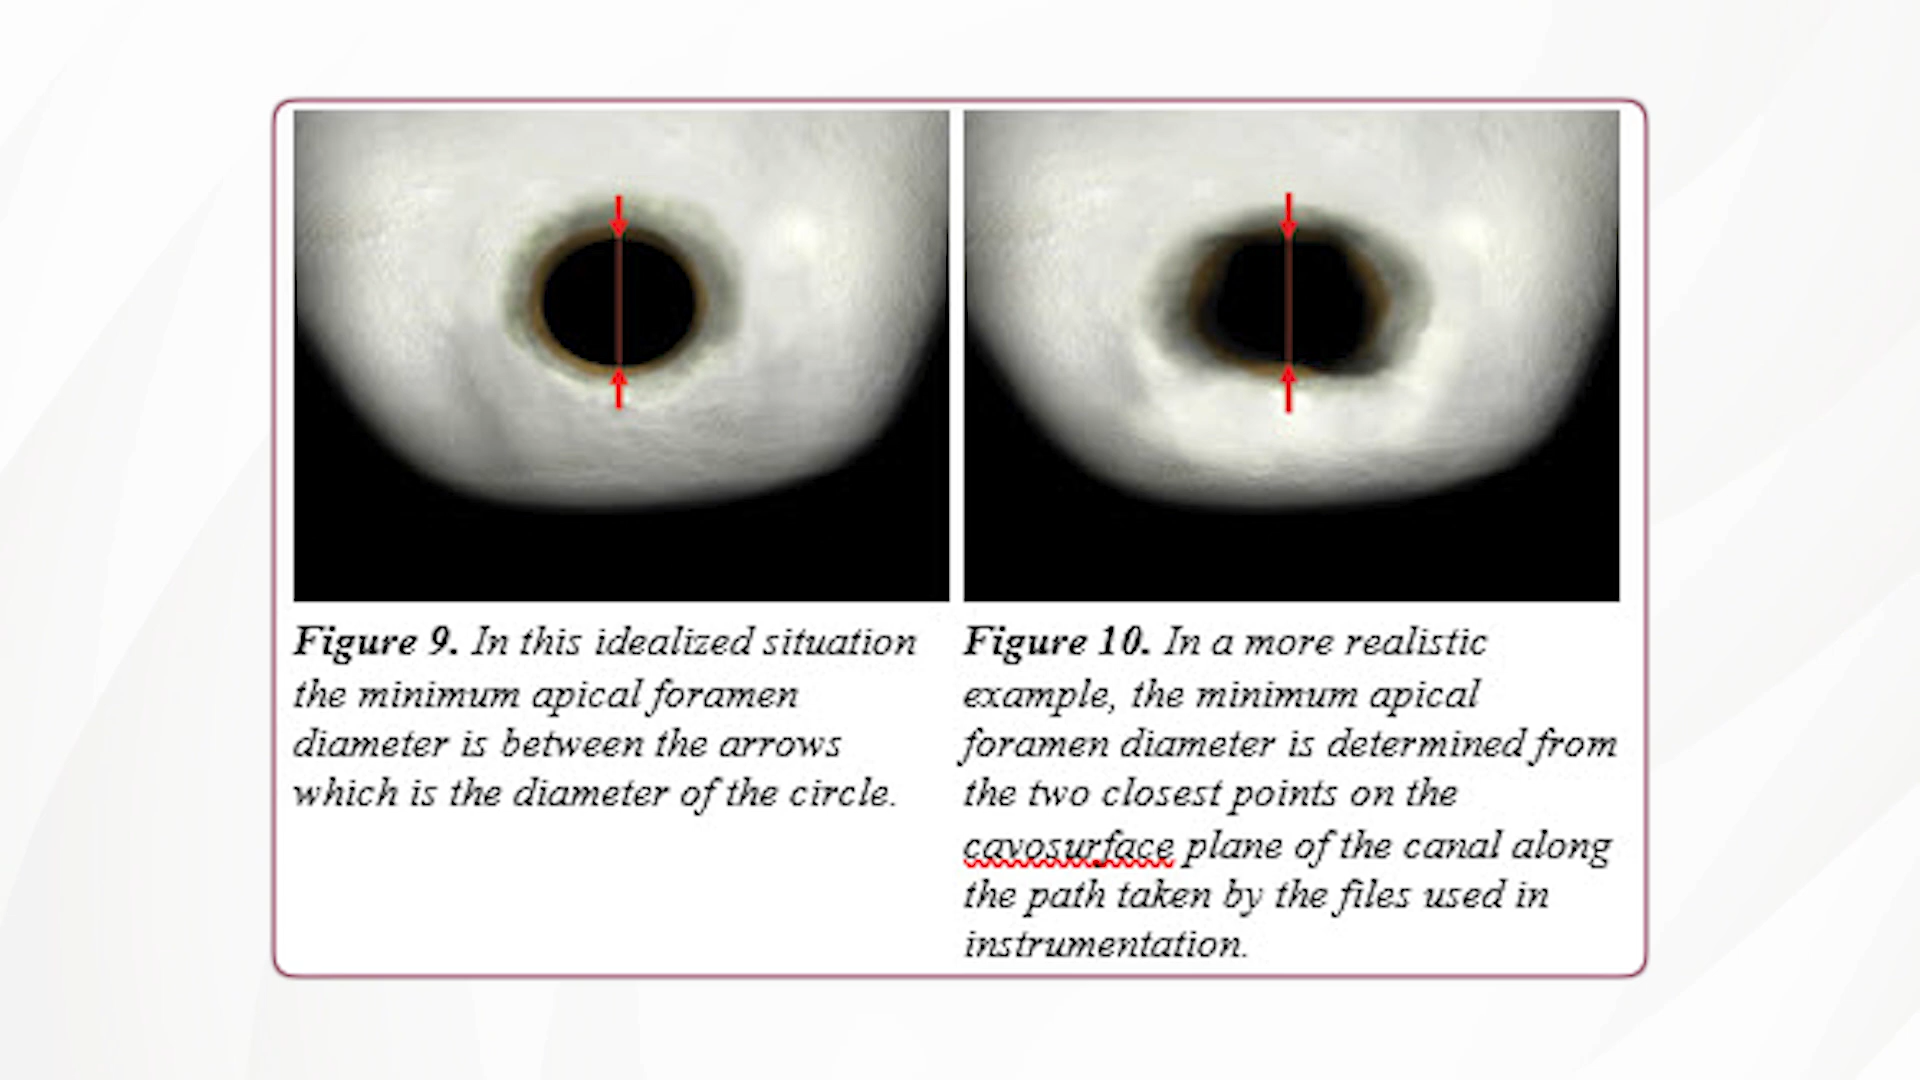 Figure 9. In this idealized situation
the minimum apical foramen
diameter is between the arrows
which is the diameter of the circle.
Figure 10. In a more realistic
example, the minimum apical
foramen diameter is determined from
the two closest points on the
cavosurface plane of the canal along
the path taken by the files used in
instrumentation.